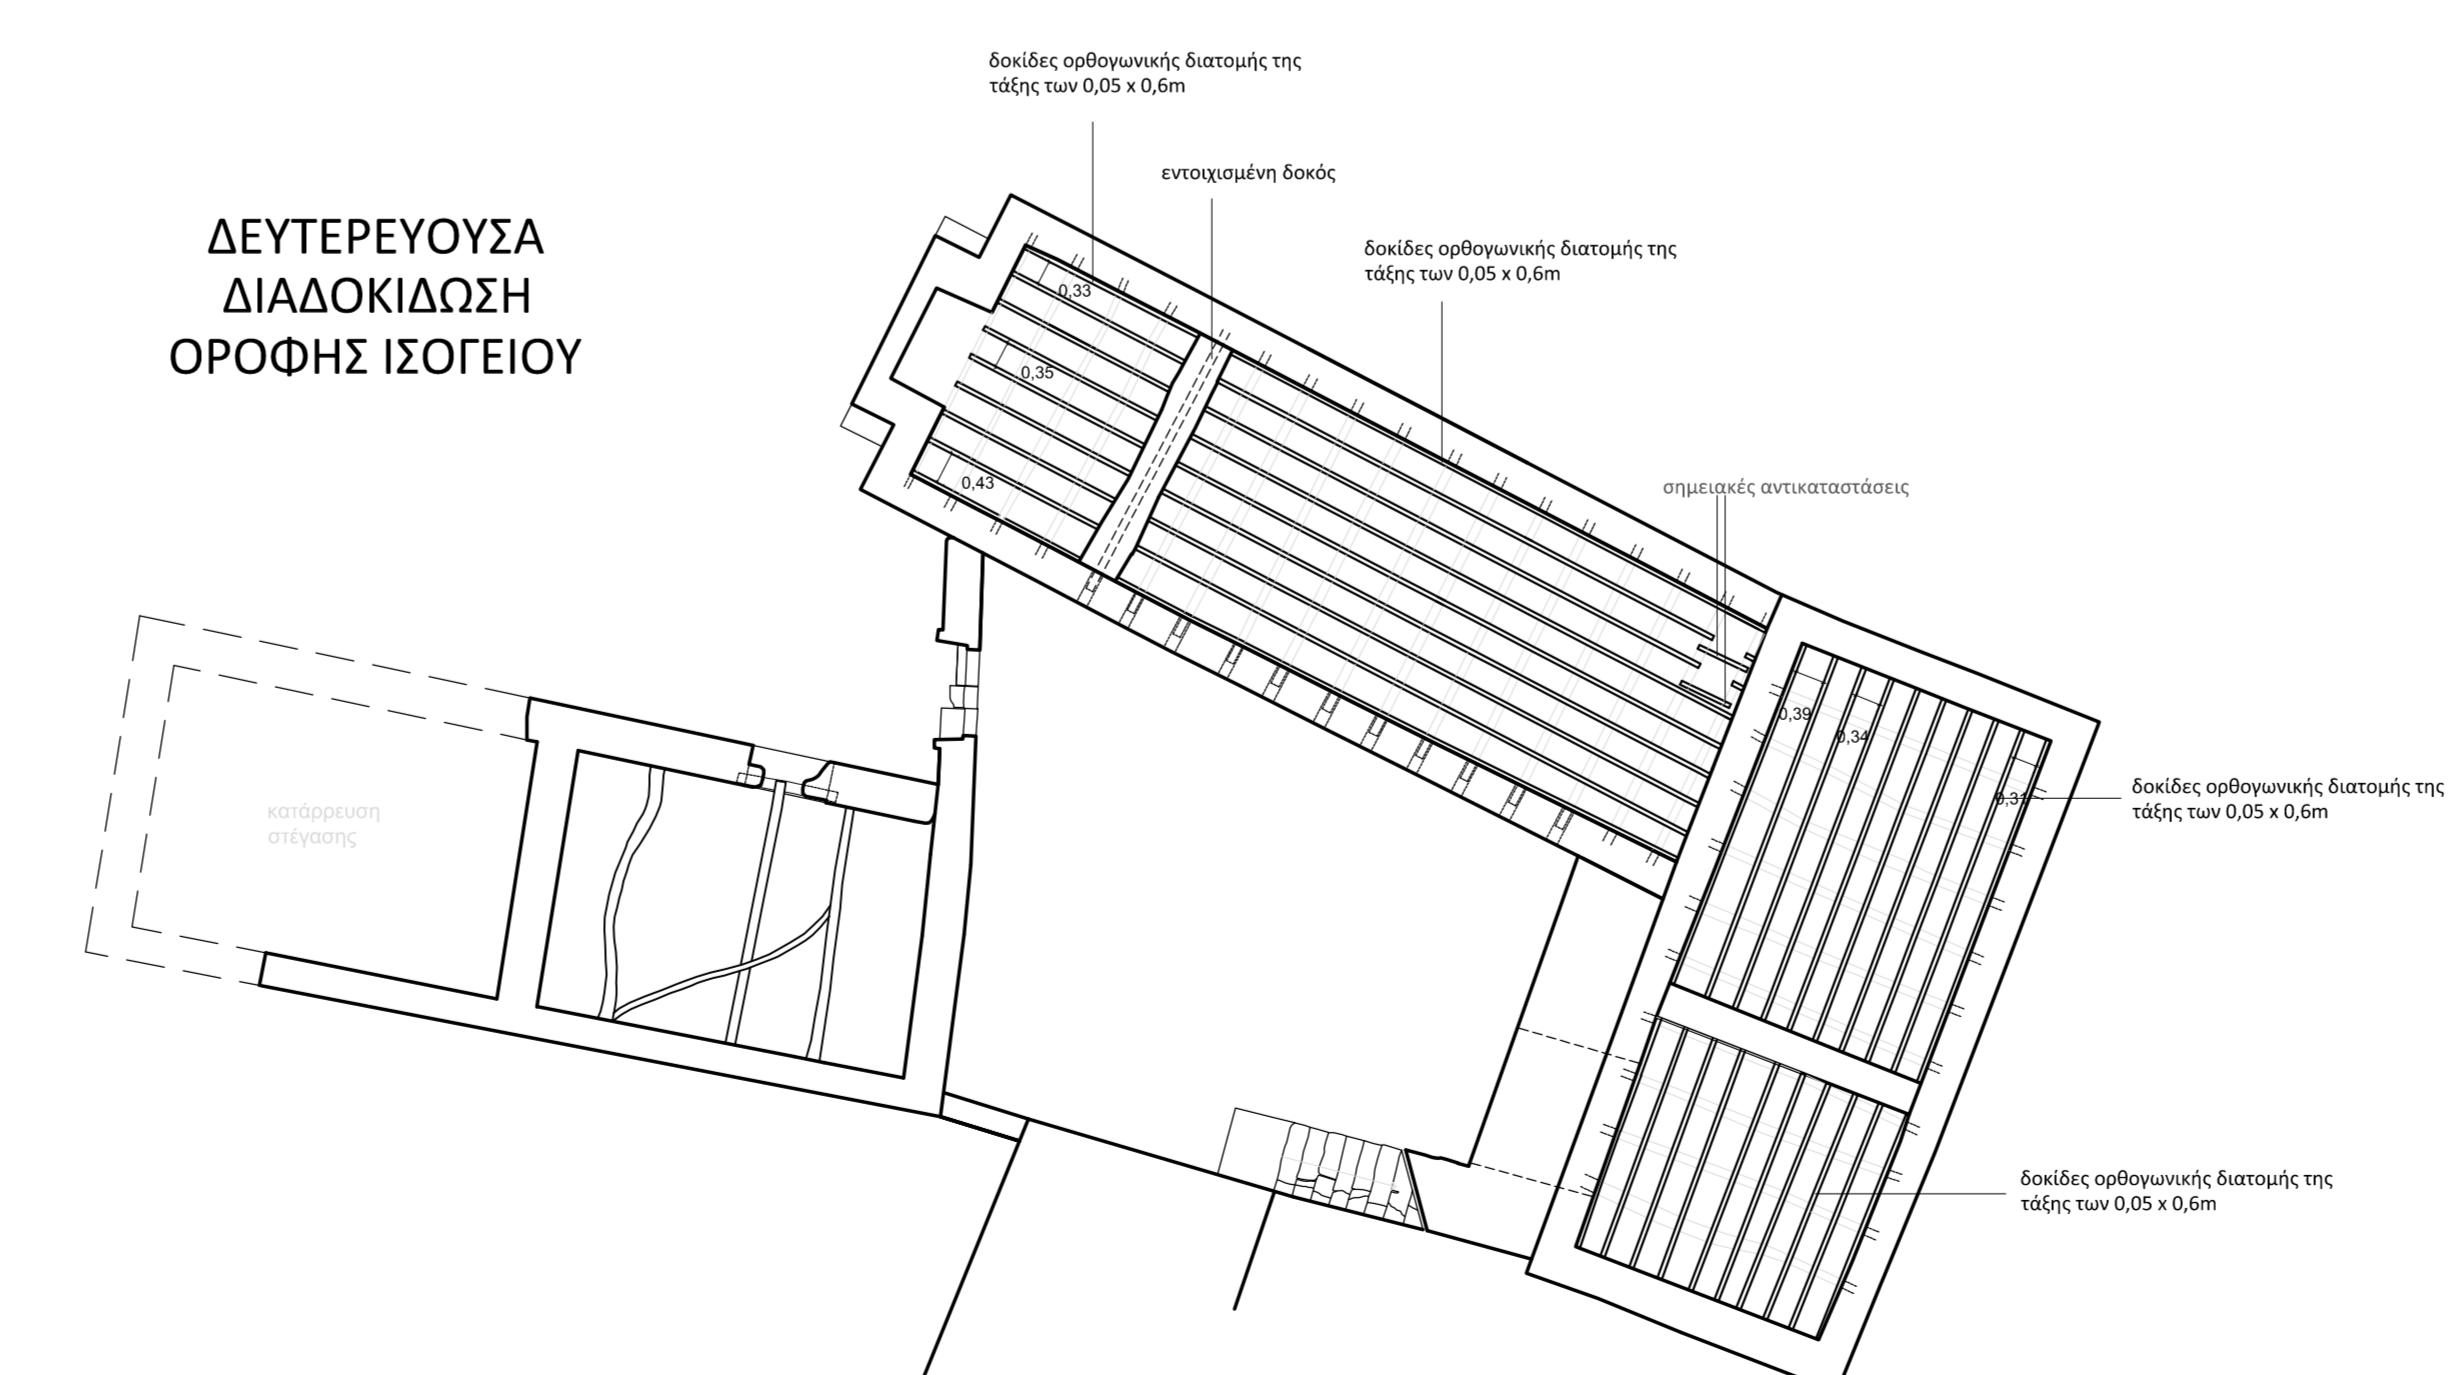 δοκίδες ορθογωνικής διατομής της
τάξης των 0,05 x 0,6m
εντοιχισμένη δοκός
ΔΕΥΤΕΡΕΥΟΥΣΑ
ΔΙΑΔΟΚΙΔΩΣΗ
ΟΡΟΦΗΣ ΙΣΟΓΕΙΟΥ
δοκίδες ορθογωνικής διατομής της
τάξης των 0,05 x 0,6m
0,33
0,35
0,43
σημειακές αντικαταστάσεις
0,39
0,34
0,31
δοκίδες ορθογωνικής διατομής της
τάξης των 0,05 x 0,6m
κατάρρευση
στέγασης
δοκίδες ορθογωνικής διατομής της
τάξης των 0,05 x 0,6m